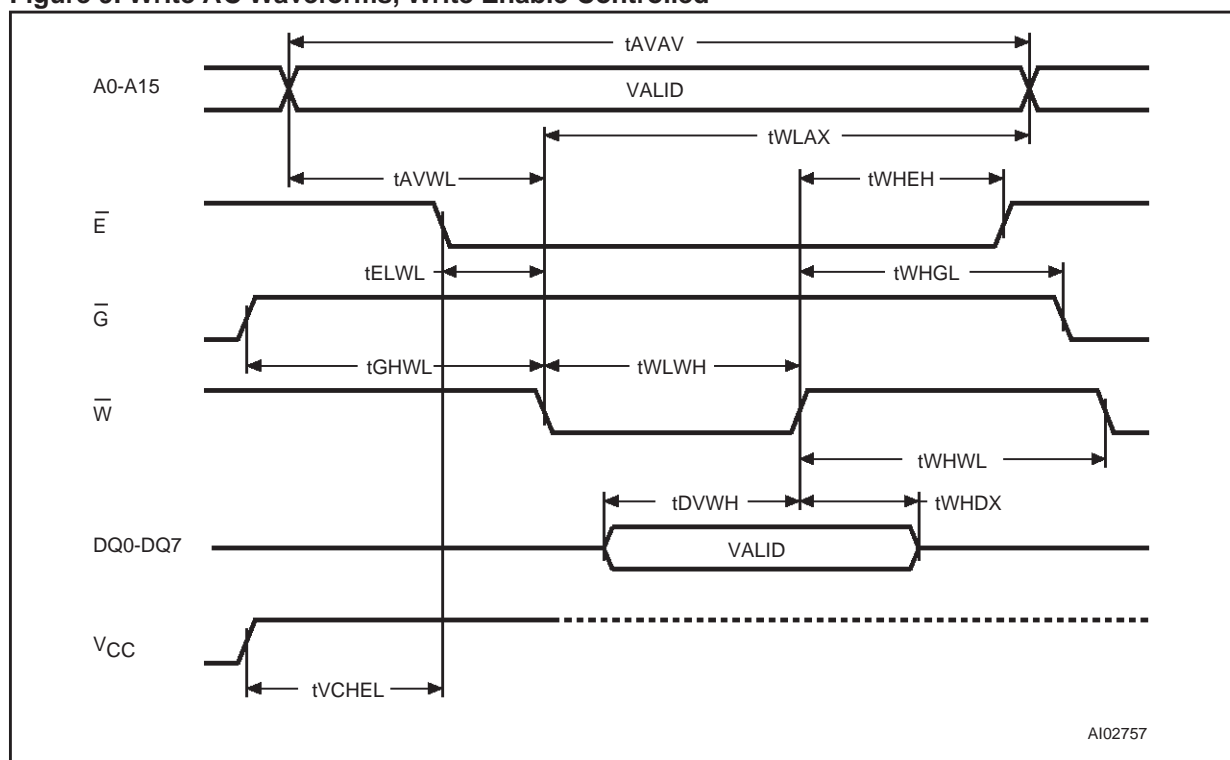 Figure 9. Write AC Waveforms, Write Enable Controlled
tAVAV
A0-A15
VALID
tWLAX
tAVWL
tWHEH
E̅
tELWL
tWHGL
G̅
tGHWL
tWLWH
W̅
tWHWL
tDVWH
tWHDX
DQ0-DQ7
VALID
VCC
tVCHEL
AI02757